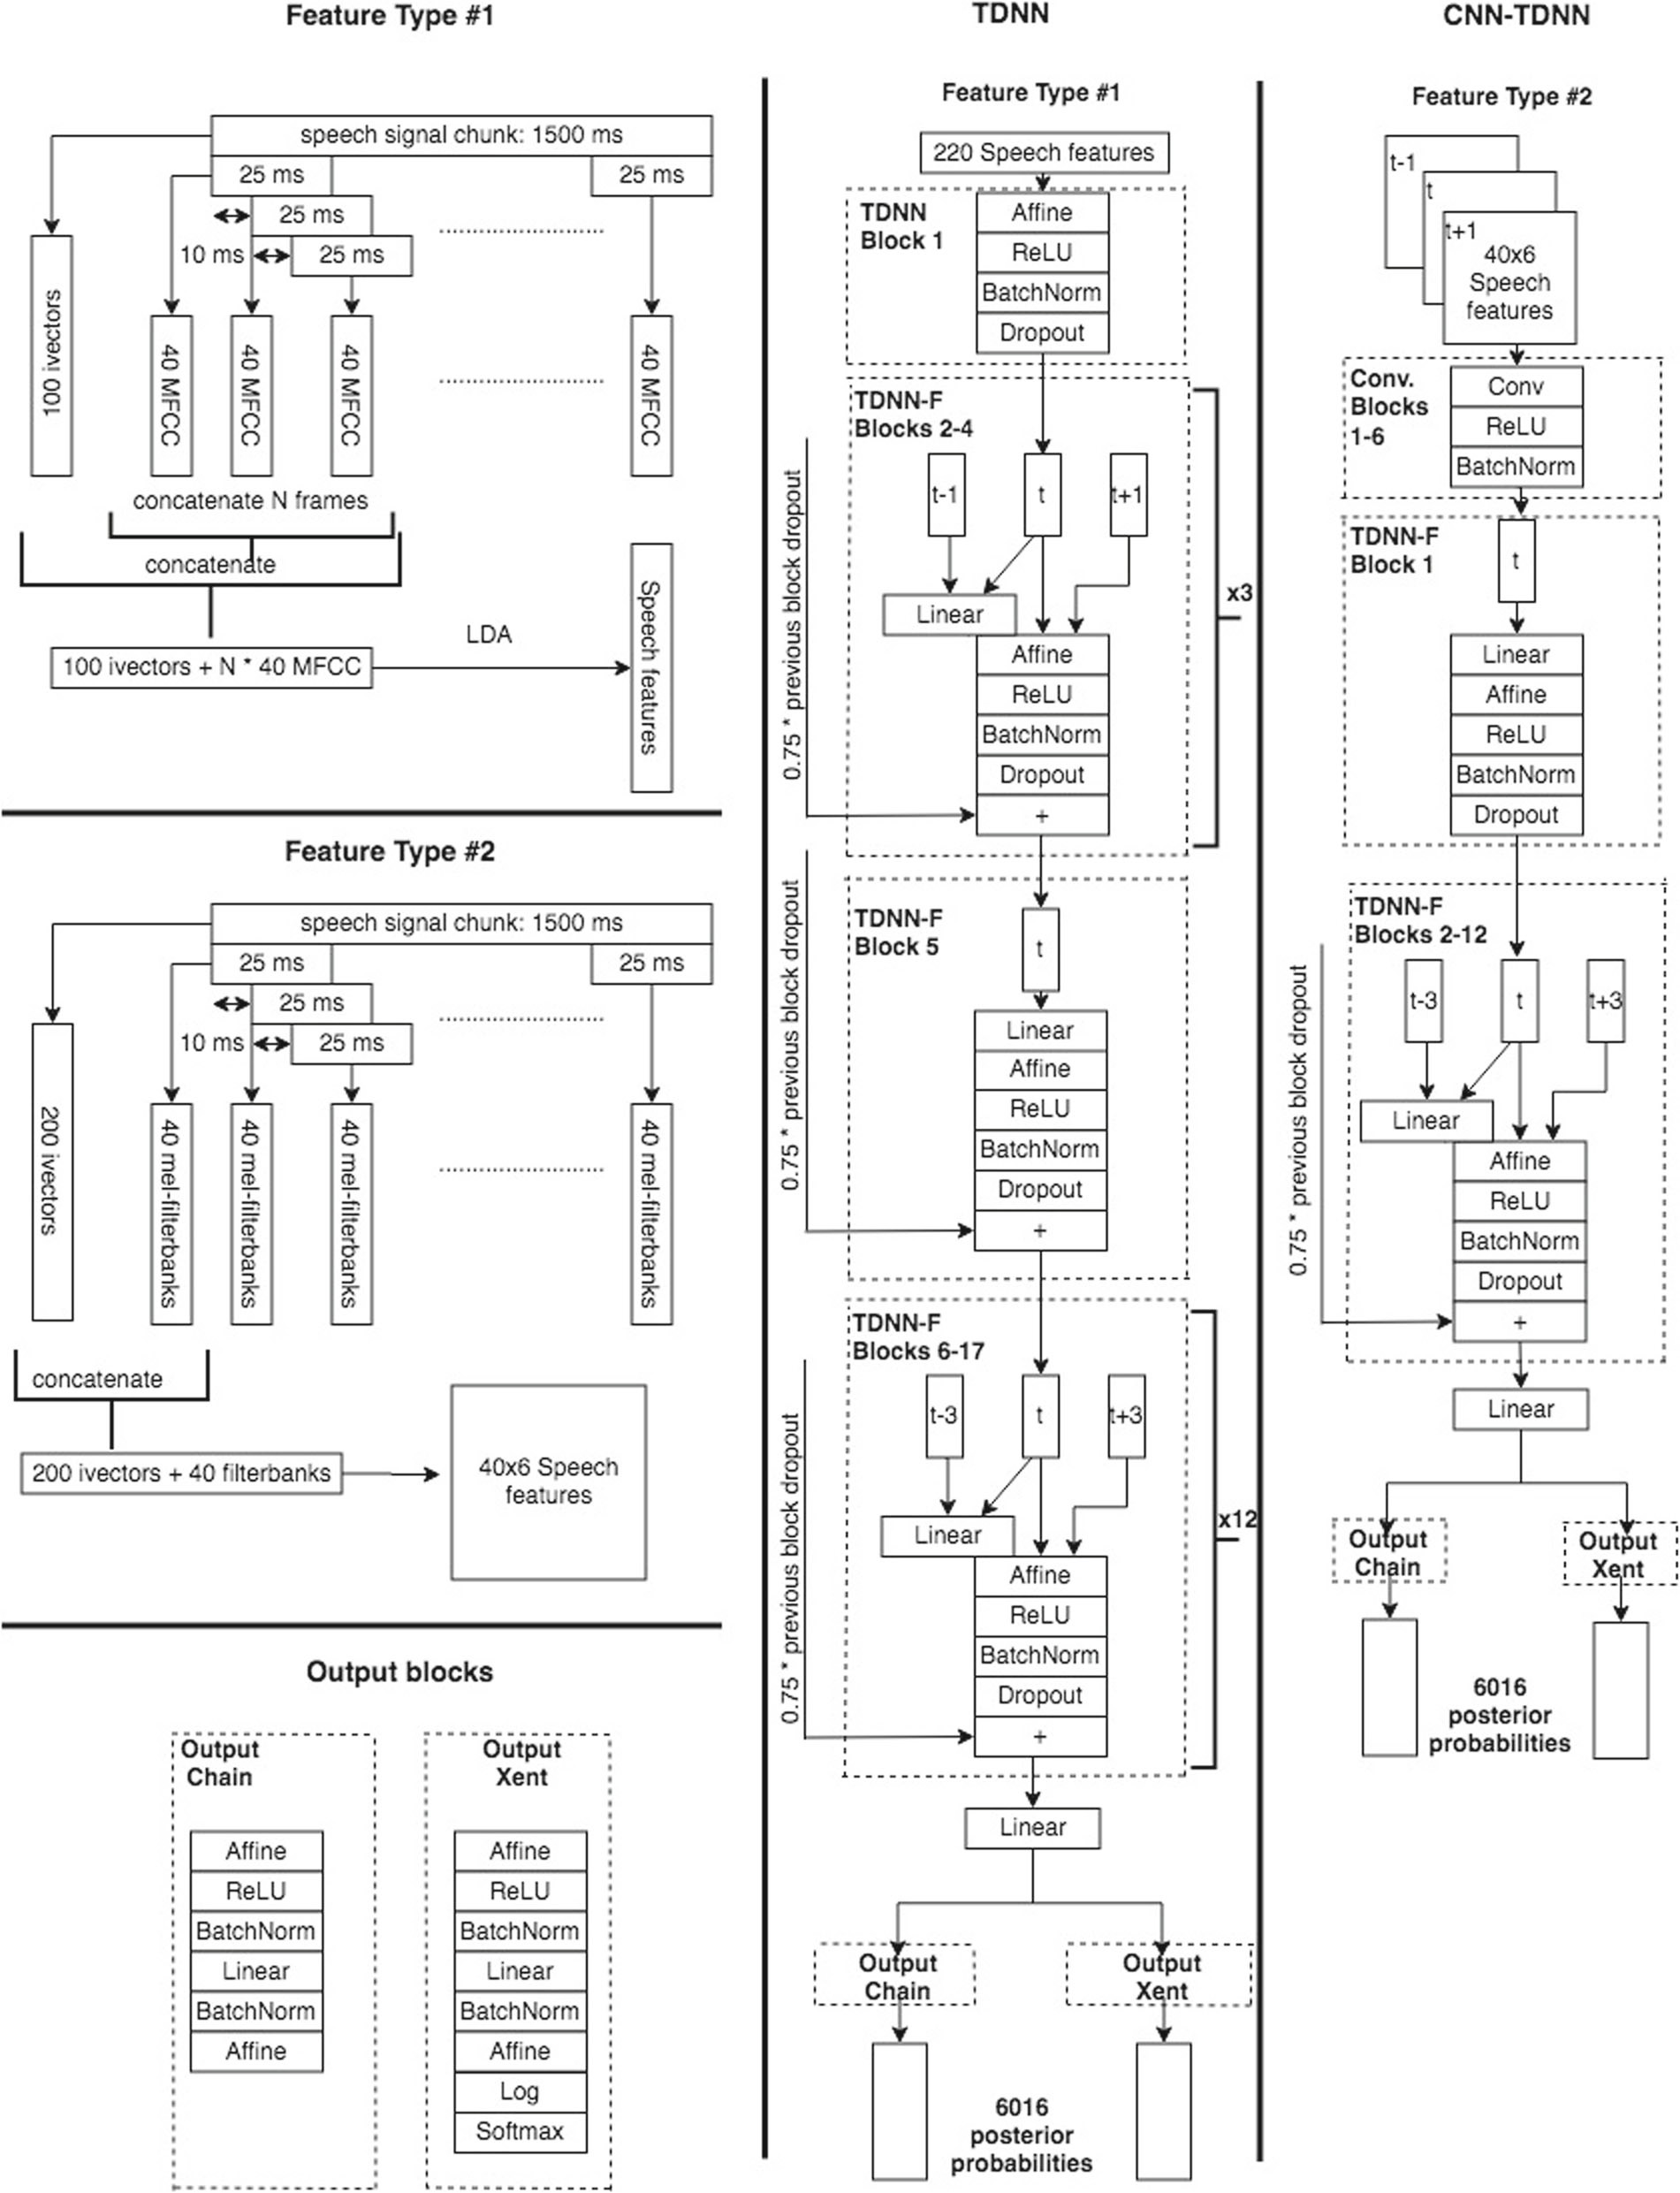 Feature Type #1
speech signal chunk: 1500 ms
25 ms
25 ms
25 ms
10 ms
25 ms
100 ivectors
40 MFCC
40 MFCC
40 MFCC
40 MFCC
concatenate N frames
concatenate
100 ivectors + N * 40 MFCC
LDA
Speech features
Feature Type #2
speech signal chunk: 1500 ms
25 ms
25 ms
25 ms
10 ms
25 ms
200 ivectors
40 mel-filterbanks
40 mel-filterbanks
40 mel-filterbanks
40 mel-filterbanks
concatenate
200 ivectors + 40 filterbanks
40x6 Speech
features
Output blocks
Output
Chain
Affine
ReLU
BatchNorm
Linear
BatchNorm
Affine
Output
Xent
Affine
ReLU
BatchNorm
Linear
BatchNorm
Affine
Log
Softmax
TDNN
Feature Type #1
220 Speech features
TDNN
Block 1
Affine
ReLU
BatchNorm
Dropout
TDNN-F
Blocks 2-4
t-1
t
t+1
Linear
Affine
ReLU
BatchNorm
Dropout
+
0.75 * previous block dropout
x3
TDNN-F
Block 5
t
Linear
Affine
ReLU
BatchNorm
Dropout
+
0.75 * previous block dropout
TDNN-F
Blocks 6-17
t-3
t
t+3
Linear
Affine
ReLU
BatchNorm
Dropout
+
0.75 * previous block dropout
x12
Linear
Output
Chain
Output
Xent
6016
posterior
probabilities
CNN-TDNN
Feature Type #2
t-1
t
t+1
40x6
Speech
features
Conv.
Blocks
1-6
Conv
ReLU
BatchNorm
TDNN-F
Block 1
t
Linear
Affine
ReLU
BatchNorm
Dropout
TDNN-F
Blocks 2-12
t-3
t
t+3
Linear
Affine
ReLU
BatchNorm
Dropout
+
0.75 * previous block dropout
Linear
Output
Chain
Output
Xent
6016
posterior
probabilities